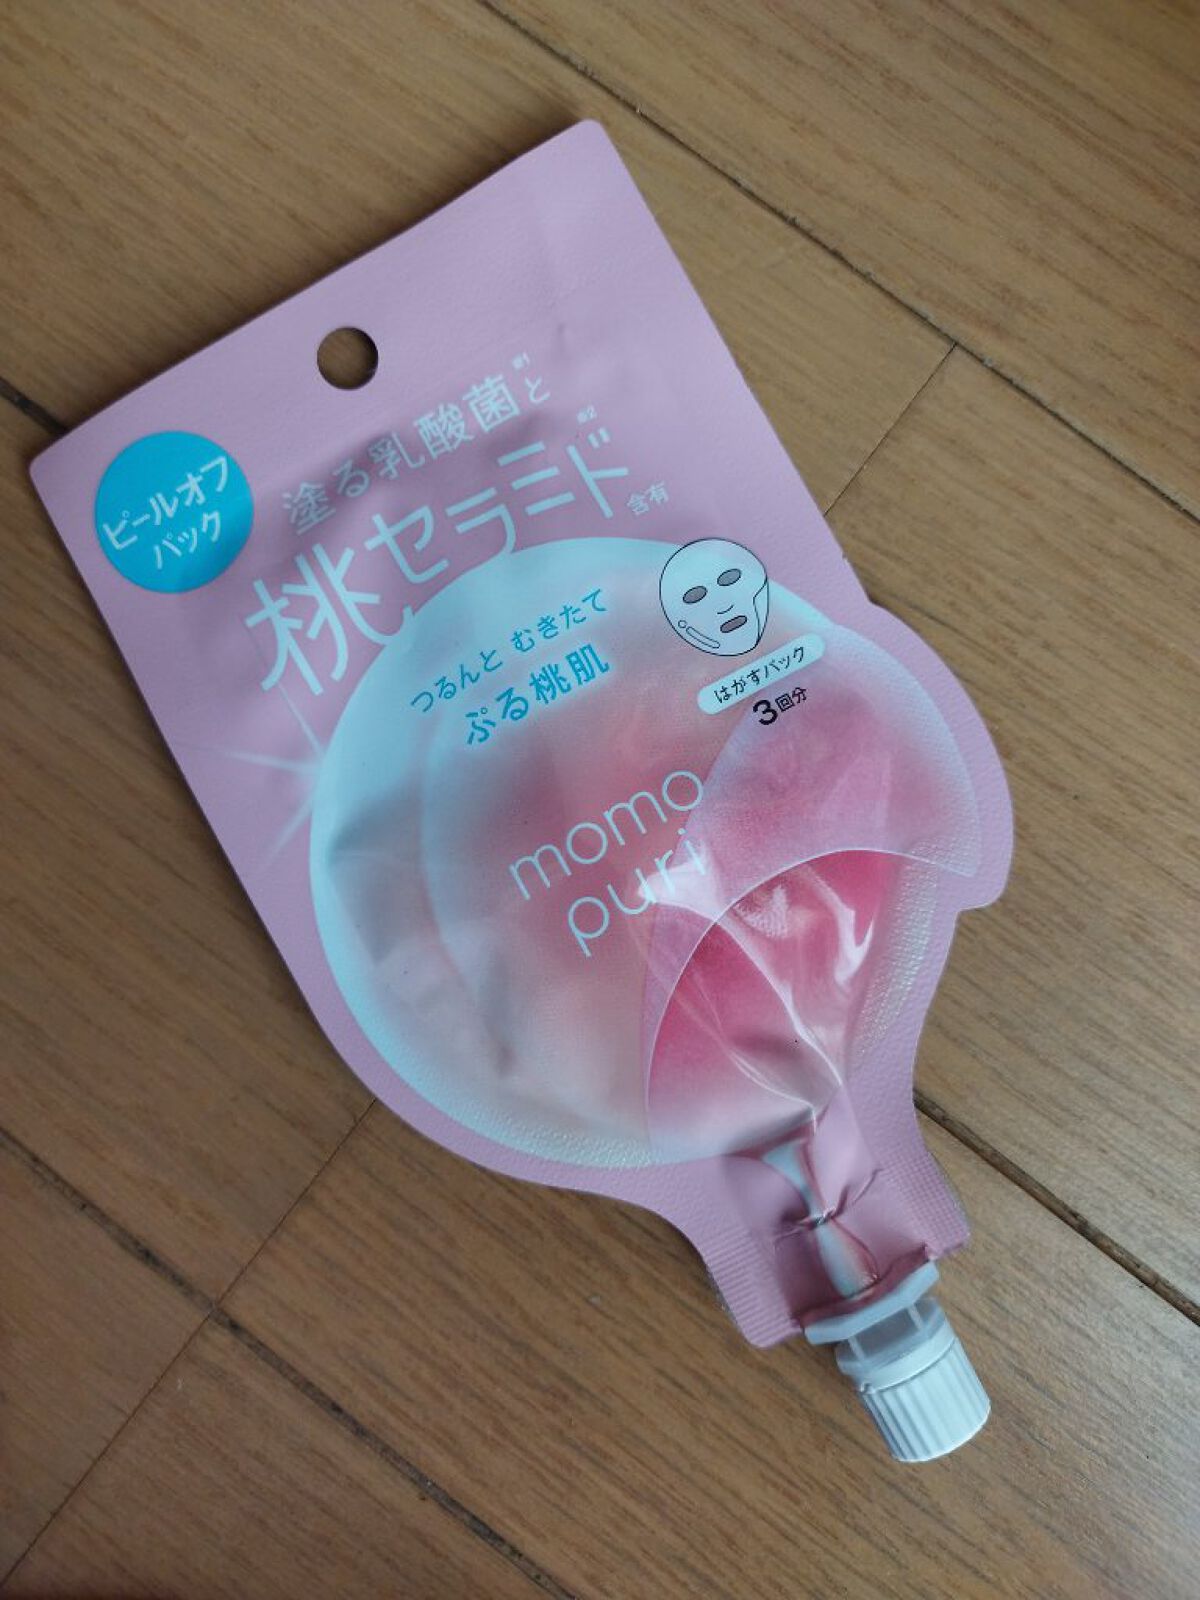 ピールオフ
パック
塗る乳酸菌※1と
桃セラミド※2含有
つるんと むきたて
ぷる桃肌
はがすパック
3回分
momo
puri